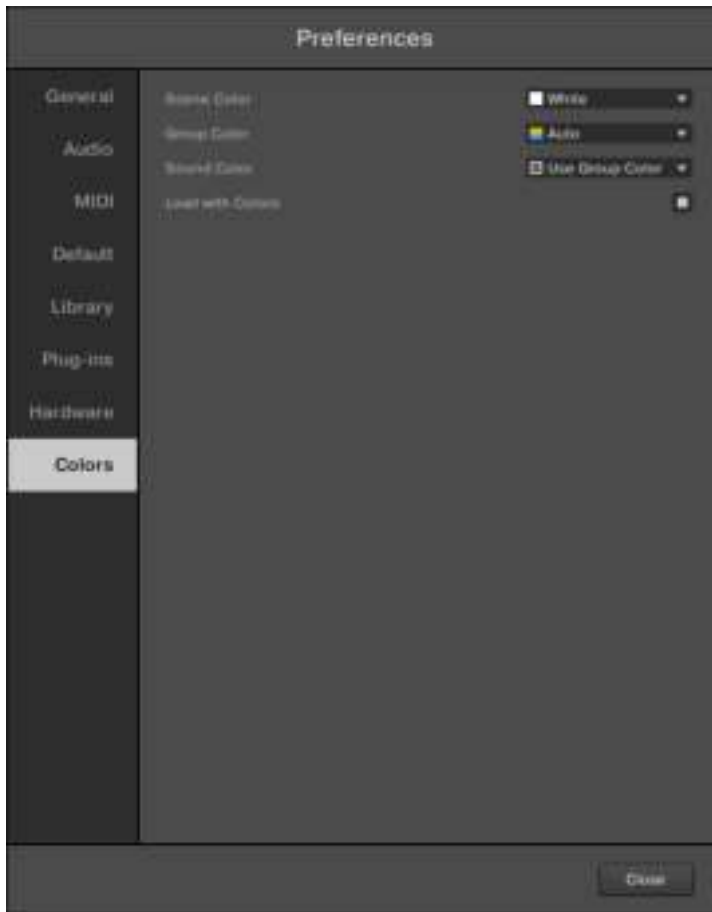 Preferences
General
Scene Color
White
Audio
Group Color
Auto
Sound Color
Use Group Color
MIDI
Load with Colors
Default
Library
Plug-ins
Hardware
Colors
Close